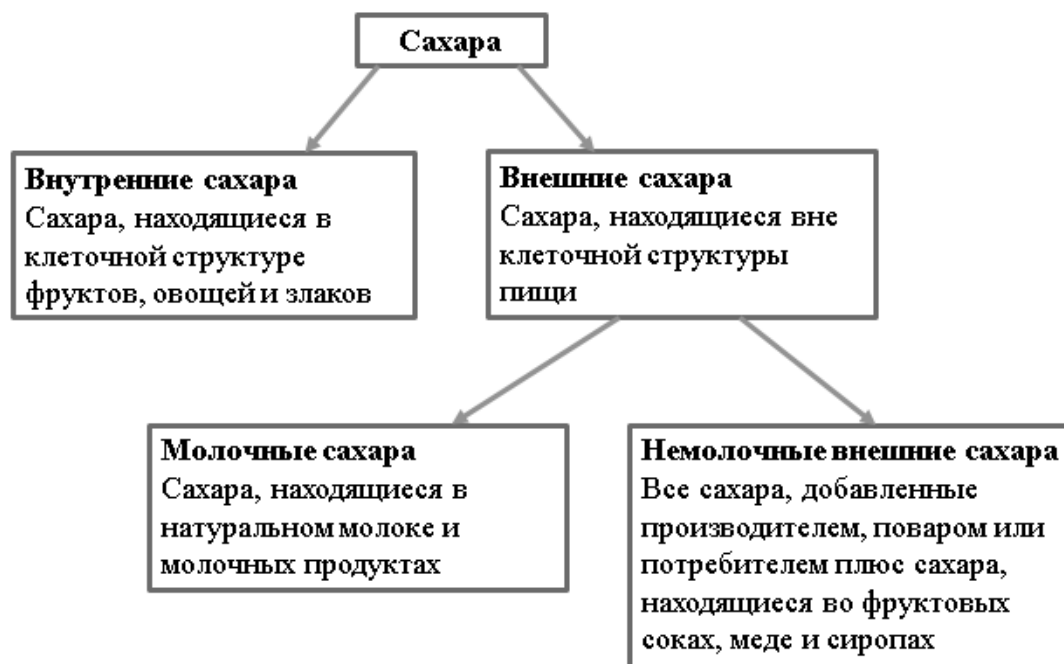 Сахара
Внутренние сахара
Сахара, находящиеся в
клеточной структуре
фруктов, овощей и злаков
Внешние сахара
Сахара, находящиеся вне
клеточной структуры
пищи
Молочные сахара
Сахара, находящиеся в
натуральном молоке и
молочных продуктах
Немолочные внешние сахара
Все сахара, добавленные
производителем, поваром или
потребителем плюс сахара,
находящиеся во фруктовых
соках, меде и сиропах